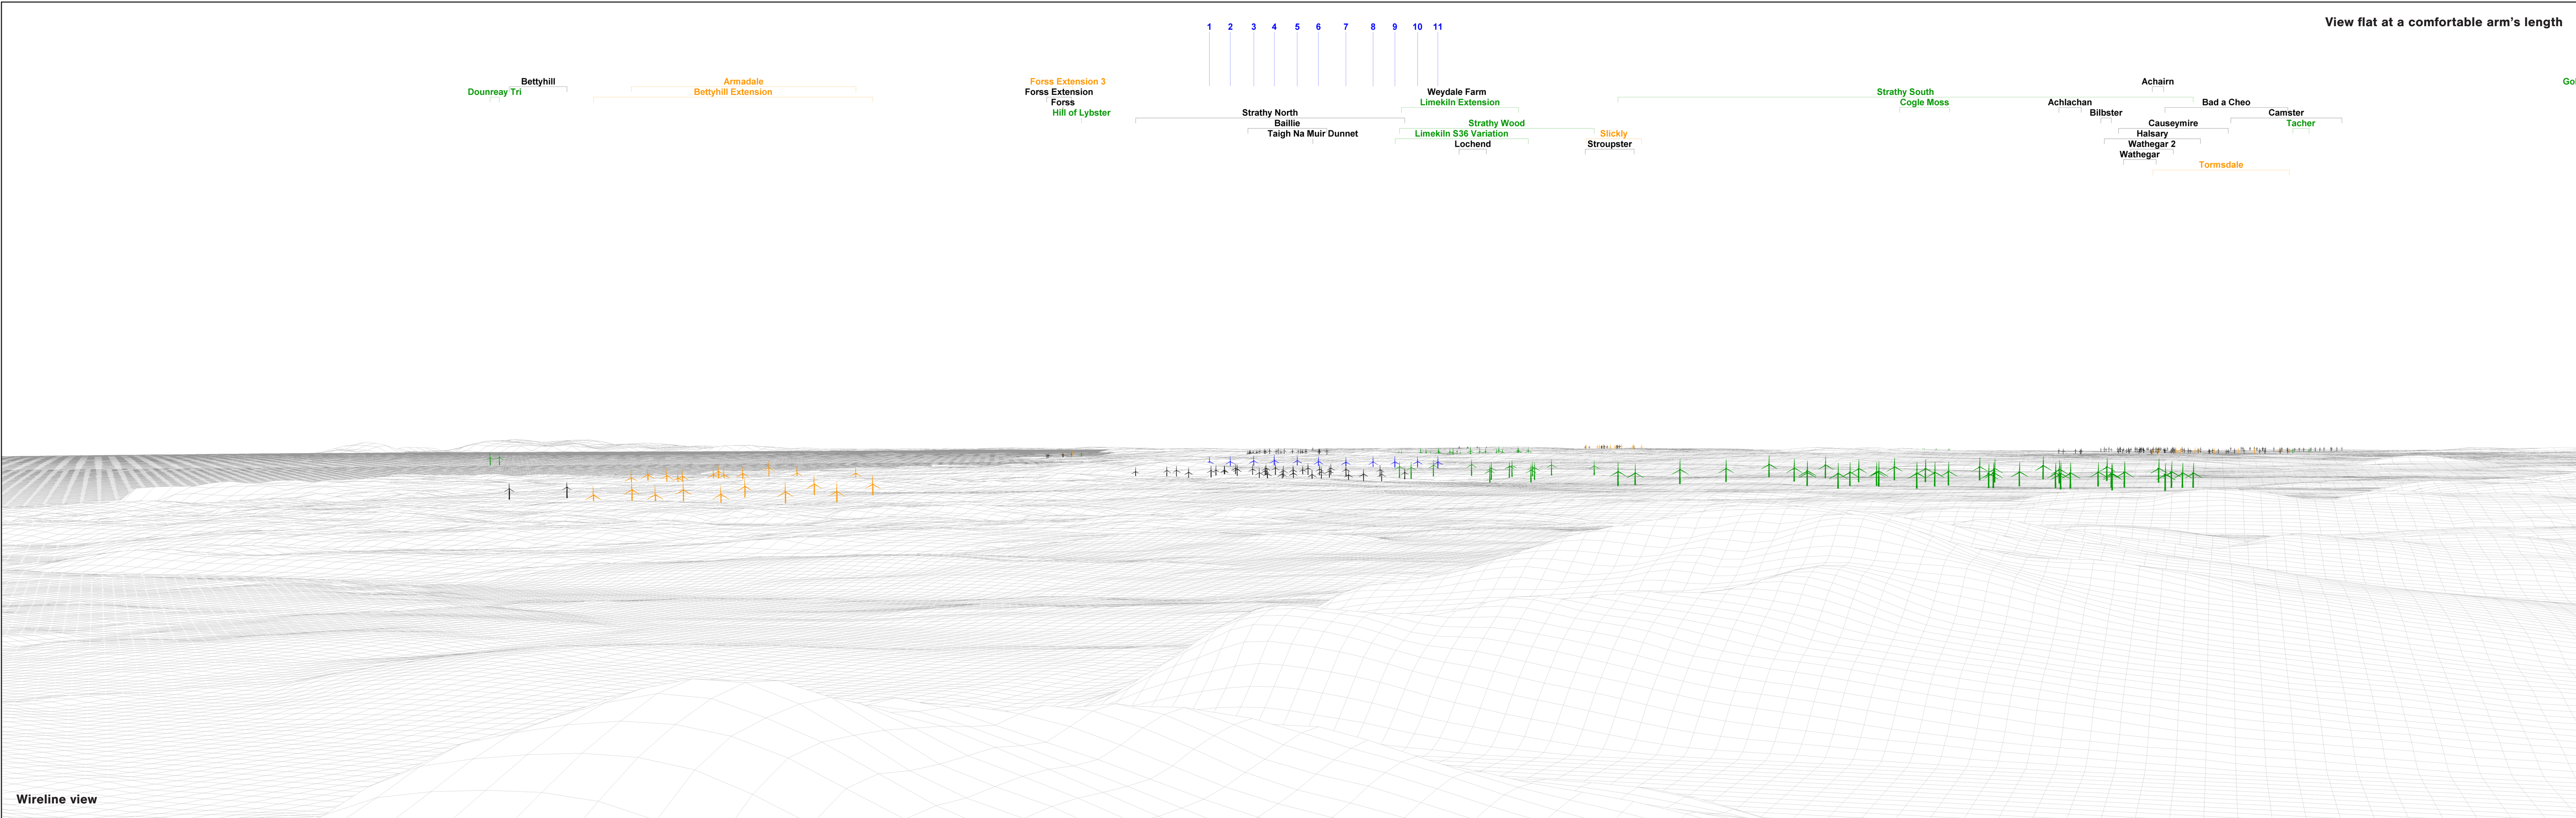 View flat at a comfortable arm's length
1 2 3 4 5 6 7 8 9 10 11
Bettyhill Armadale Forss Extension 3 Achairn
Dounreay Tri Bettyhill Extension Forss Extension Weydale Farm Strathy South
Forss Limekiln Extension Cogle Moss Achlachan Bad a Cheo
Hill of Lybster Strathy North Bilbster Camster
Baillie Strathy Wood Causeymire Tacher
Taigh Na Muir Dunnet Limekiln S36 Variation Slickly Halsary
Lochend Stroupster Wathegar 2
Wathegar
Tormsdale
Wireline view